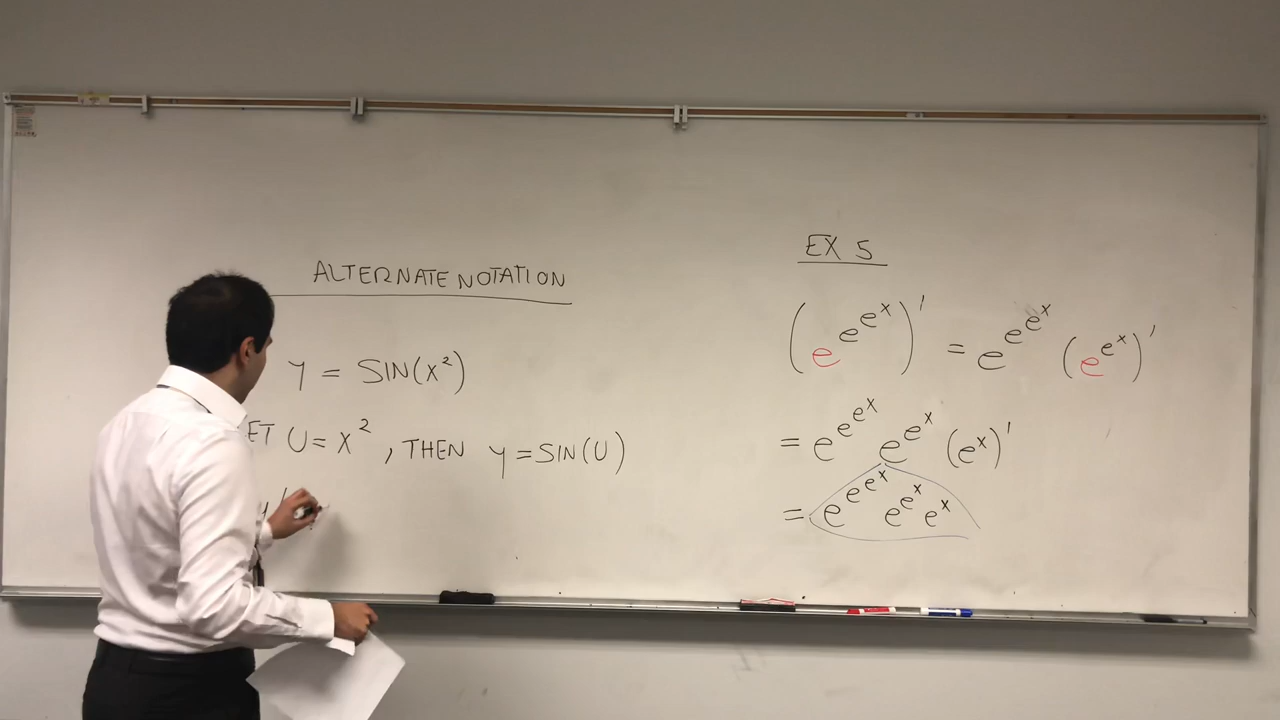 ALTERNATE NOTATION
Y = SIN(X²)
ET U = X², THEN Y = SIN(U)
Y'
EX 5
(e^e^e^x)' = e^e^e^x (e^e^x)'
= e^e^e^x e^e^x (e^x)'
= e^e^e^x e^e^x e^x